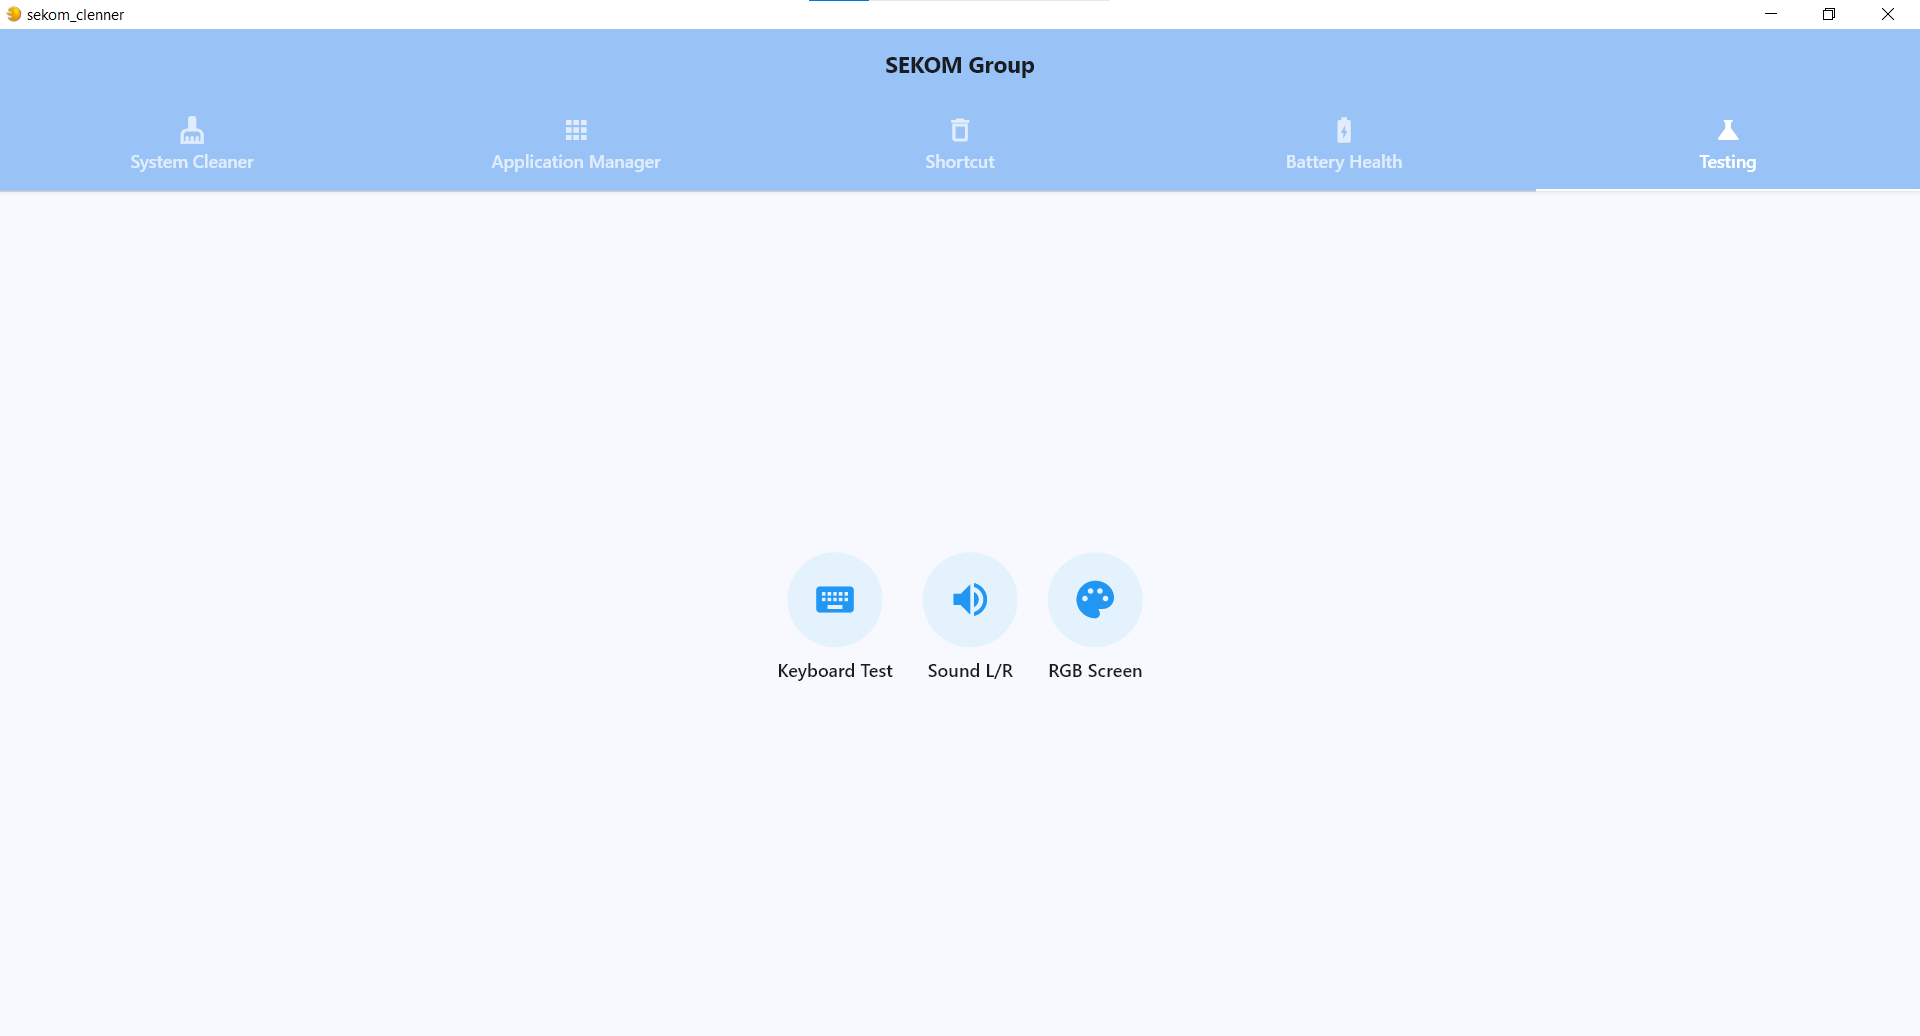 sekom_clenner
SEKOM Group
System Cleaner
Application Manager
Shortcut
Battery Health
Testing
Keyboard Test
Sound L/R
RGB Screen